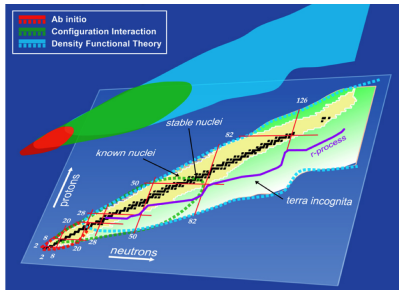 Ab initio
Configuration Interaction
Density Functional Theory
126
stable nuclei
82
known nuclei
r-process
50
protons
terra incognita
28
20
82
50
8
28
2
20
neutrons
2
8